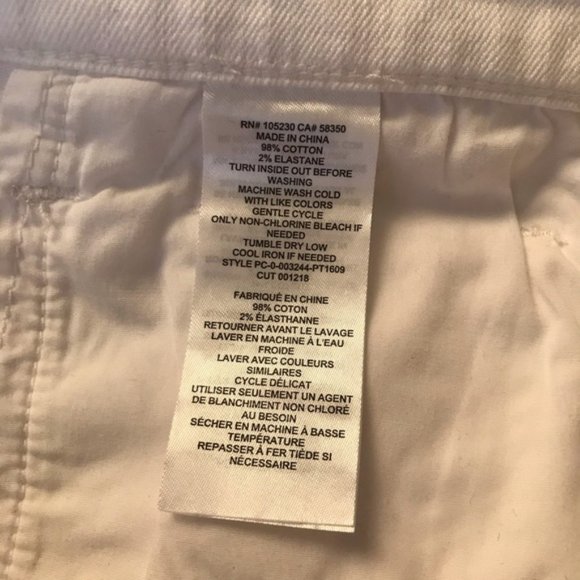 RN# 105230 CA# 58350
MADE IN CHINA
98% COTTON
2% ELASTANE
TURN INSIDE OUT BEFORE
WASHING
MACHINE WASH COLD
WITH LIKE COLORS
GENTLE CYCLE
ONLY NON-CHLORINE BLEACH IF
NEEDED
TUMBLE DRY LOW
COOL IRON IF NEEDED
STYLE PC-0-003244-PT1609
CUT 001218
FABRIQUÉ EN CHINE
98% COTON
2% ÉLASTHANNE
RETOURNER AVANT LE LAVAGE
LAVER EN MACHINE À L'EAU
FROIDE
LAVER AVEC COULEURS
SIMILAIRES
CYCLE DÉLICAT
UTILISER SEULEMENT UN AGENT
DE BLANCHIMENT NON CHLORÉ
AU BESOIN
SÉCHER EN MACHINE À BASSE
TEMPÉRATURE
REPASSER À FER TIÈDE SI
NÉCESSAIRE